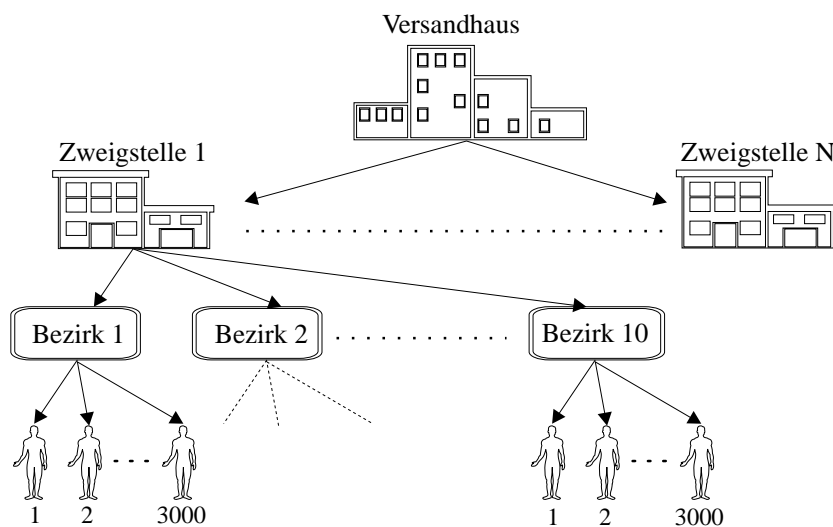 Versandhaus
Zweigstelle 1
Zweigstelle N
Bezirk 1
Bezirk 2
Bezirk 10
1 2 3000
1 2 3000